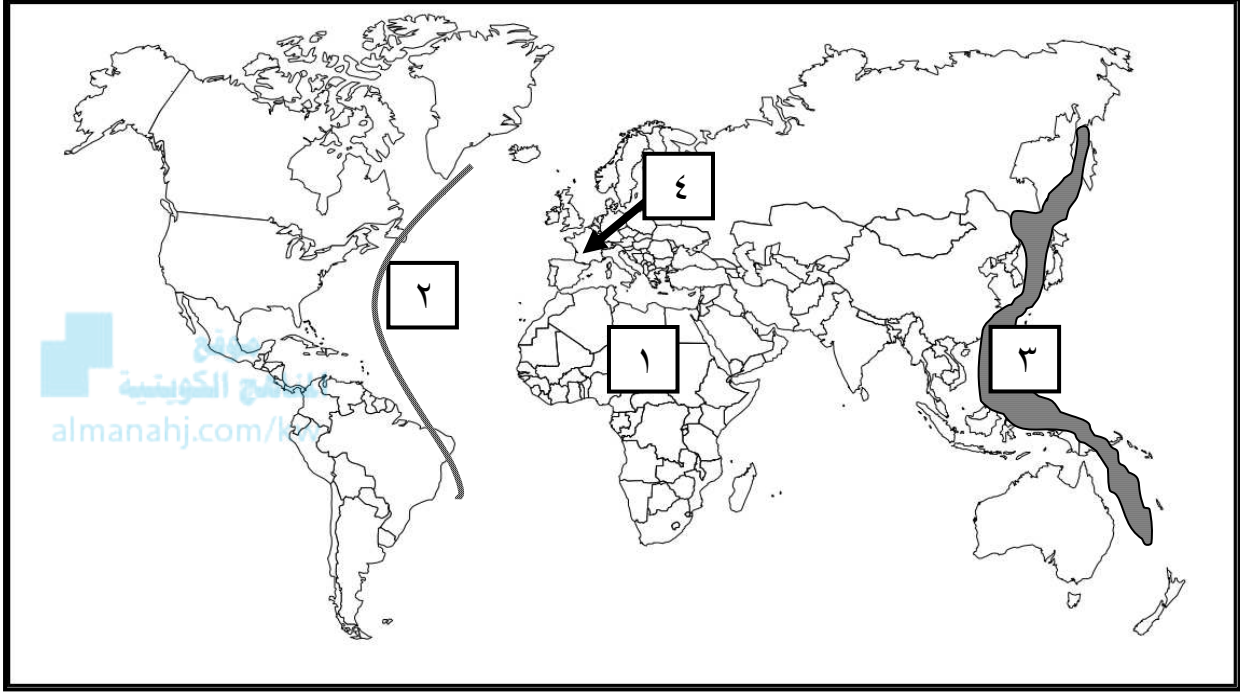 ٤
٢
١
٣
موقع
المناهج الكويتية
almanahj.com/kw